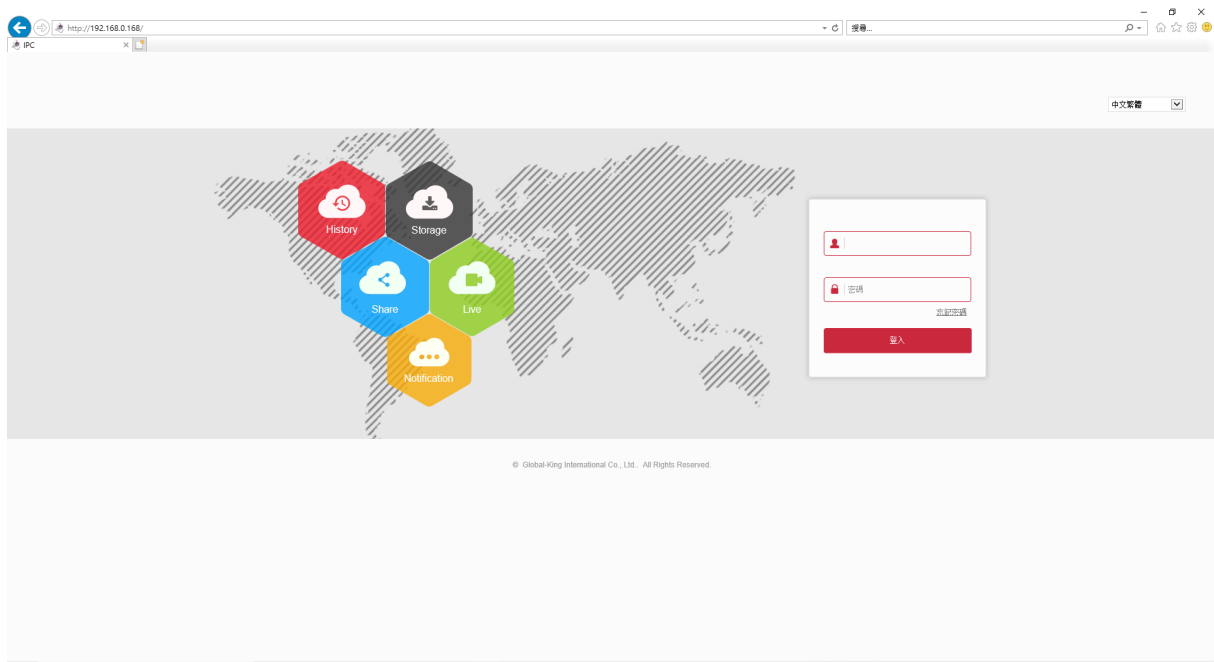 http://192.168.0.168/
搜尋...
IPC
中文繁體
History
Storage
Share
Live
Notification
密碼
忘記密碼
登入
© Global-King International Co., Ltd.. All Rights Reserved.